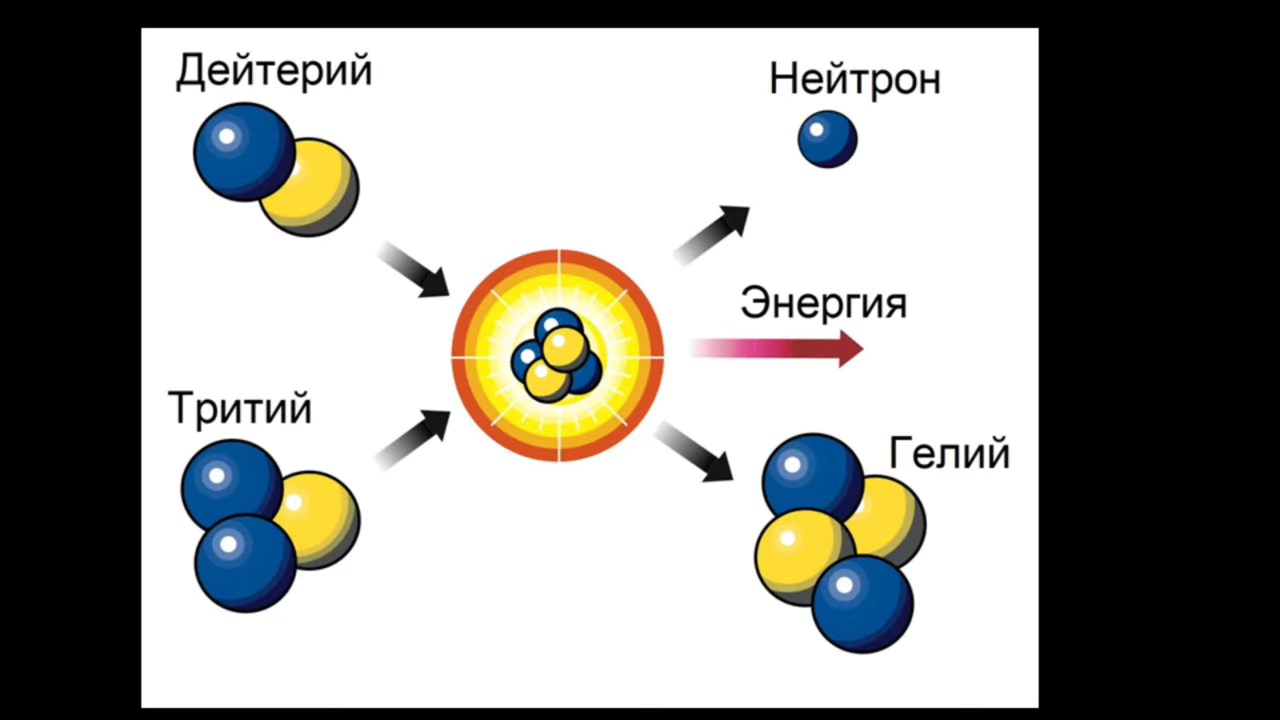 Дейтерий
Нейтрон
Энергия
Тритий
Гелий